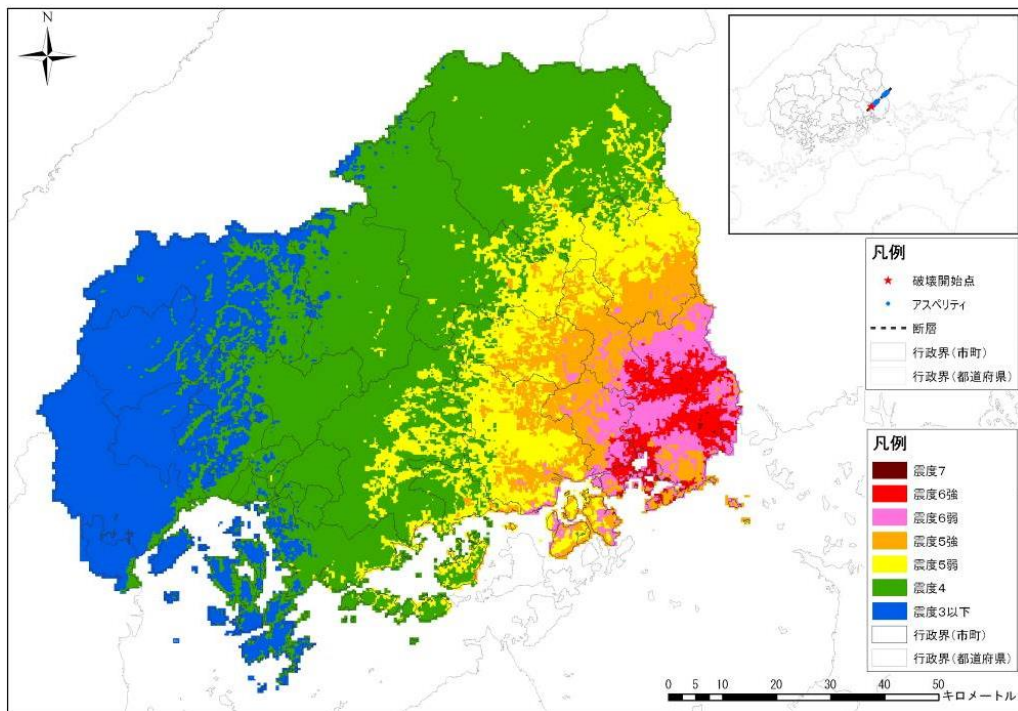 N
凡例
破壊開始点
アスペリティ
断層
行政界(市町)
行政界(都道府県)
凡例
震度7
震度6強
震度6弱
震度5強
震度5弱
震度4
震度3以下
行政界(市町)
行政界(都道府県)
0 2.5 5 10 20 30 40 50 キロメートル